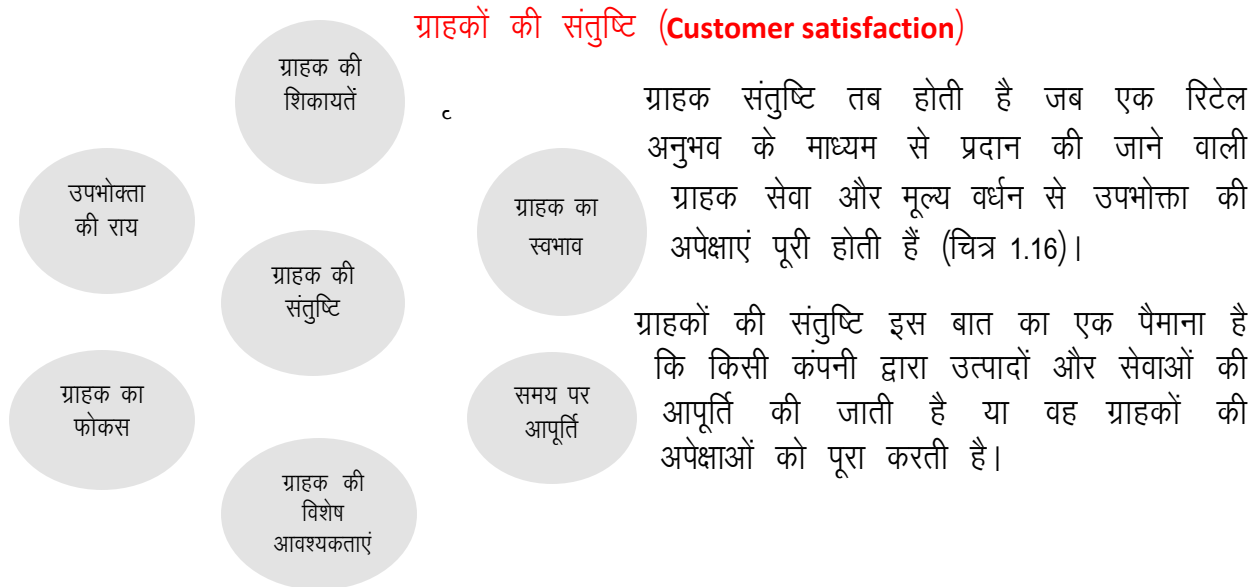 ग्राहकों की संतुष्टि (Customer satisfaction)
ग्राहक की
शिकायतें
c
उपभोक्ता
की राय
ग्राहक का
स्वभाव
ग्राहक की
संतुष्टि
ग्राहक का
फोकस
समय पर
आपूर्ति
ग्राहक की
विशेष
आवश्यकताएं
ग्राहक संतुष्टि तब होती है जब एक रिटेल
अनुभव के माध्यम से प्रदान की जाने वाली
ग्राहक सेवा और मूल्य वर्धन से उपभोक्ता की
अपेक्षाएं पूरी होती हैं (चित्र 1.16)।
ग्राहकों की संतुष्टि इस बात का एक पैमाना है
कि किसी कंपनी द्वारा उत्पादों और सेवाओं की
आपूर्ति की जाती है या वह ग्राहकों की
अपेक्षाओं को पूरा करती है।